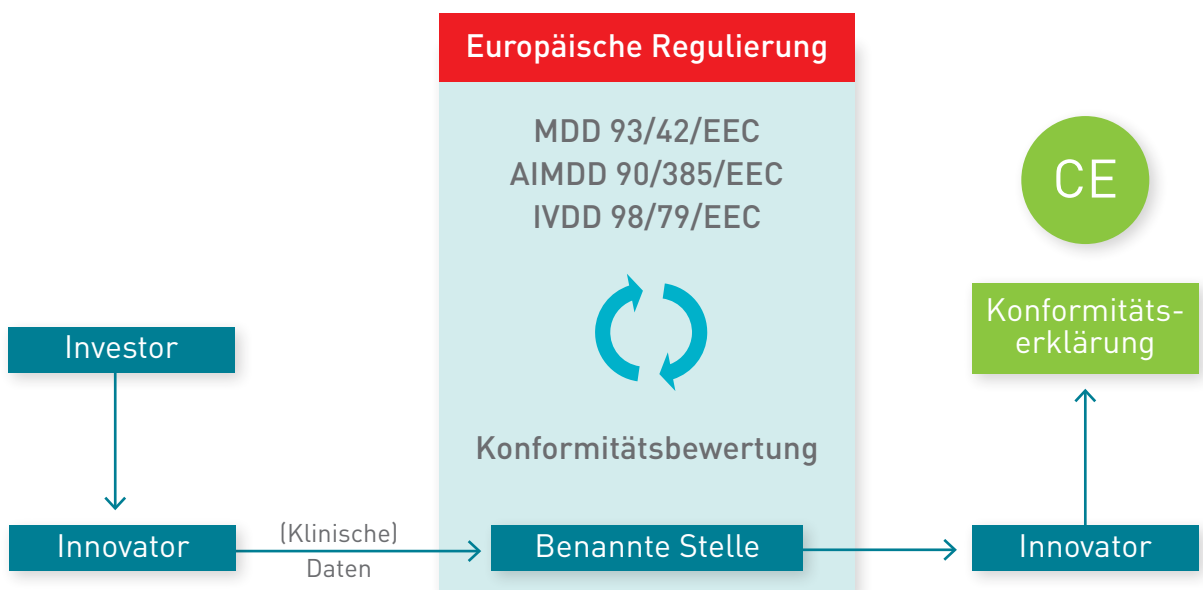 Europäische Regulierung
MDD 93/42/EEC
AIMDD 90/385/EEC
IVDD 98/79/EEC
CE
Konformitäts-
erklärung
Investor
Konformitätsbewertung
Innovator
(Klinische)
Daten
Benannte Stelle
Innovator